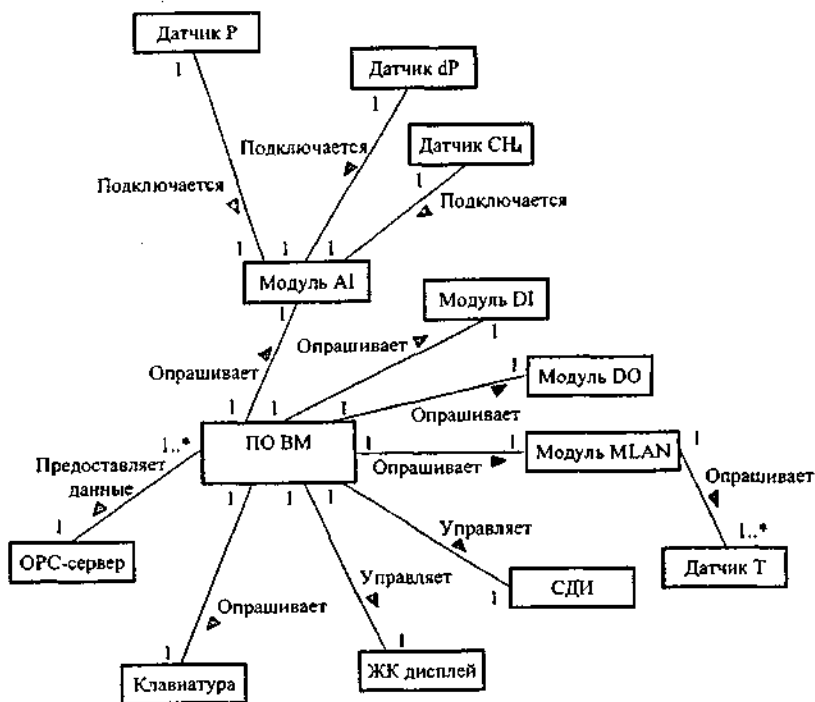 Датчик P
1
Датчик dP
1
Датчик CH₄
1
Подключается
Подключается
Подключается
1 1 1
Модуль AI
1
Модуль DI
1
Опрашивает
Опрашивает
1
Модуль DO
Опрашивает
1 1 1
ПО ВМ
1..*
1
1
Опрашивает
Модуль MLAN
1
Опрашивает
Предоставляет
данные
1
OPC-сервер
1 1 1
Управляет
1..*
Датчик T
Управляет
1
СДИ
Опрашивает
1
1
Клавиатура
ЖК дисплей